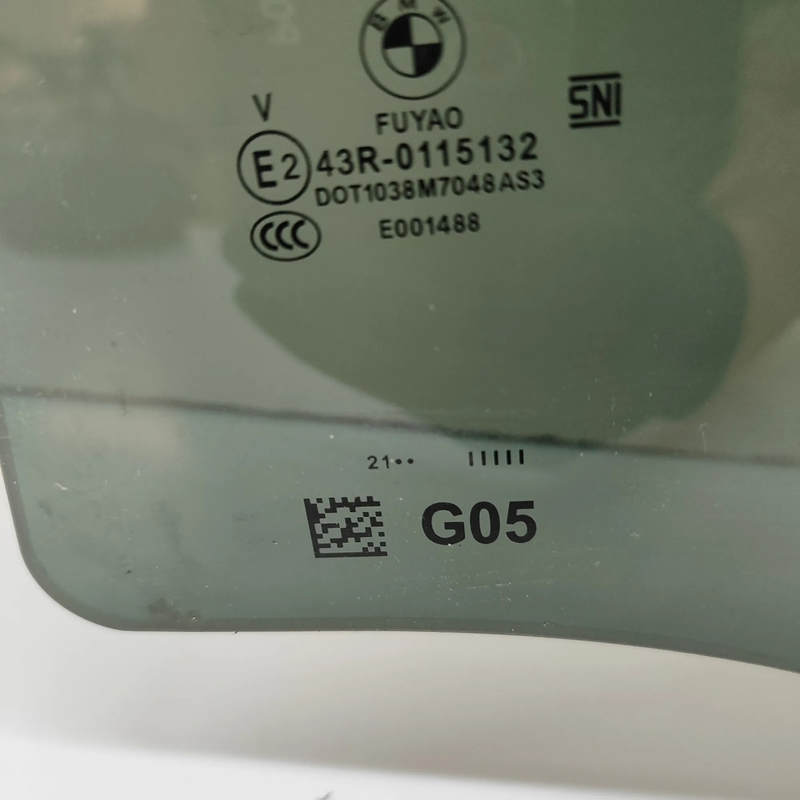 BMW
FUYAO
SNI
V
E2 43R-0115132
DOT1038M7048AS3
CCC E001488
21•• IIIII
G05